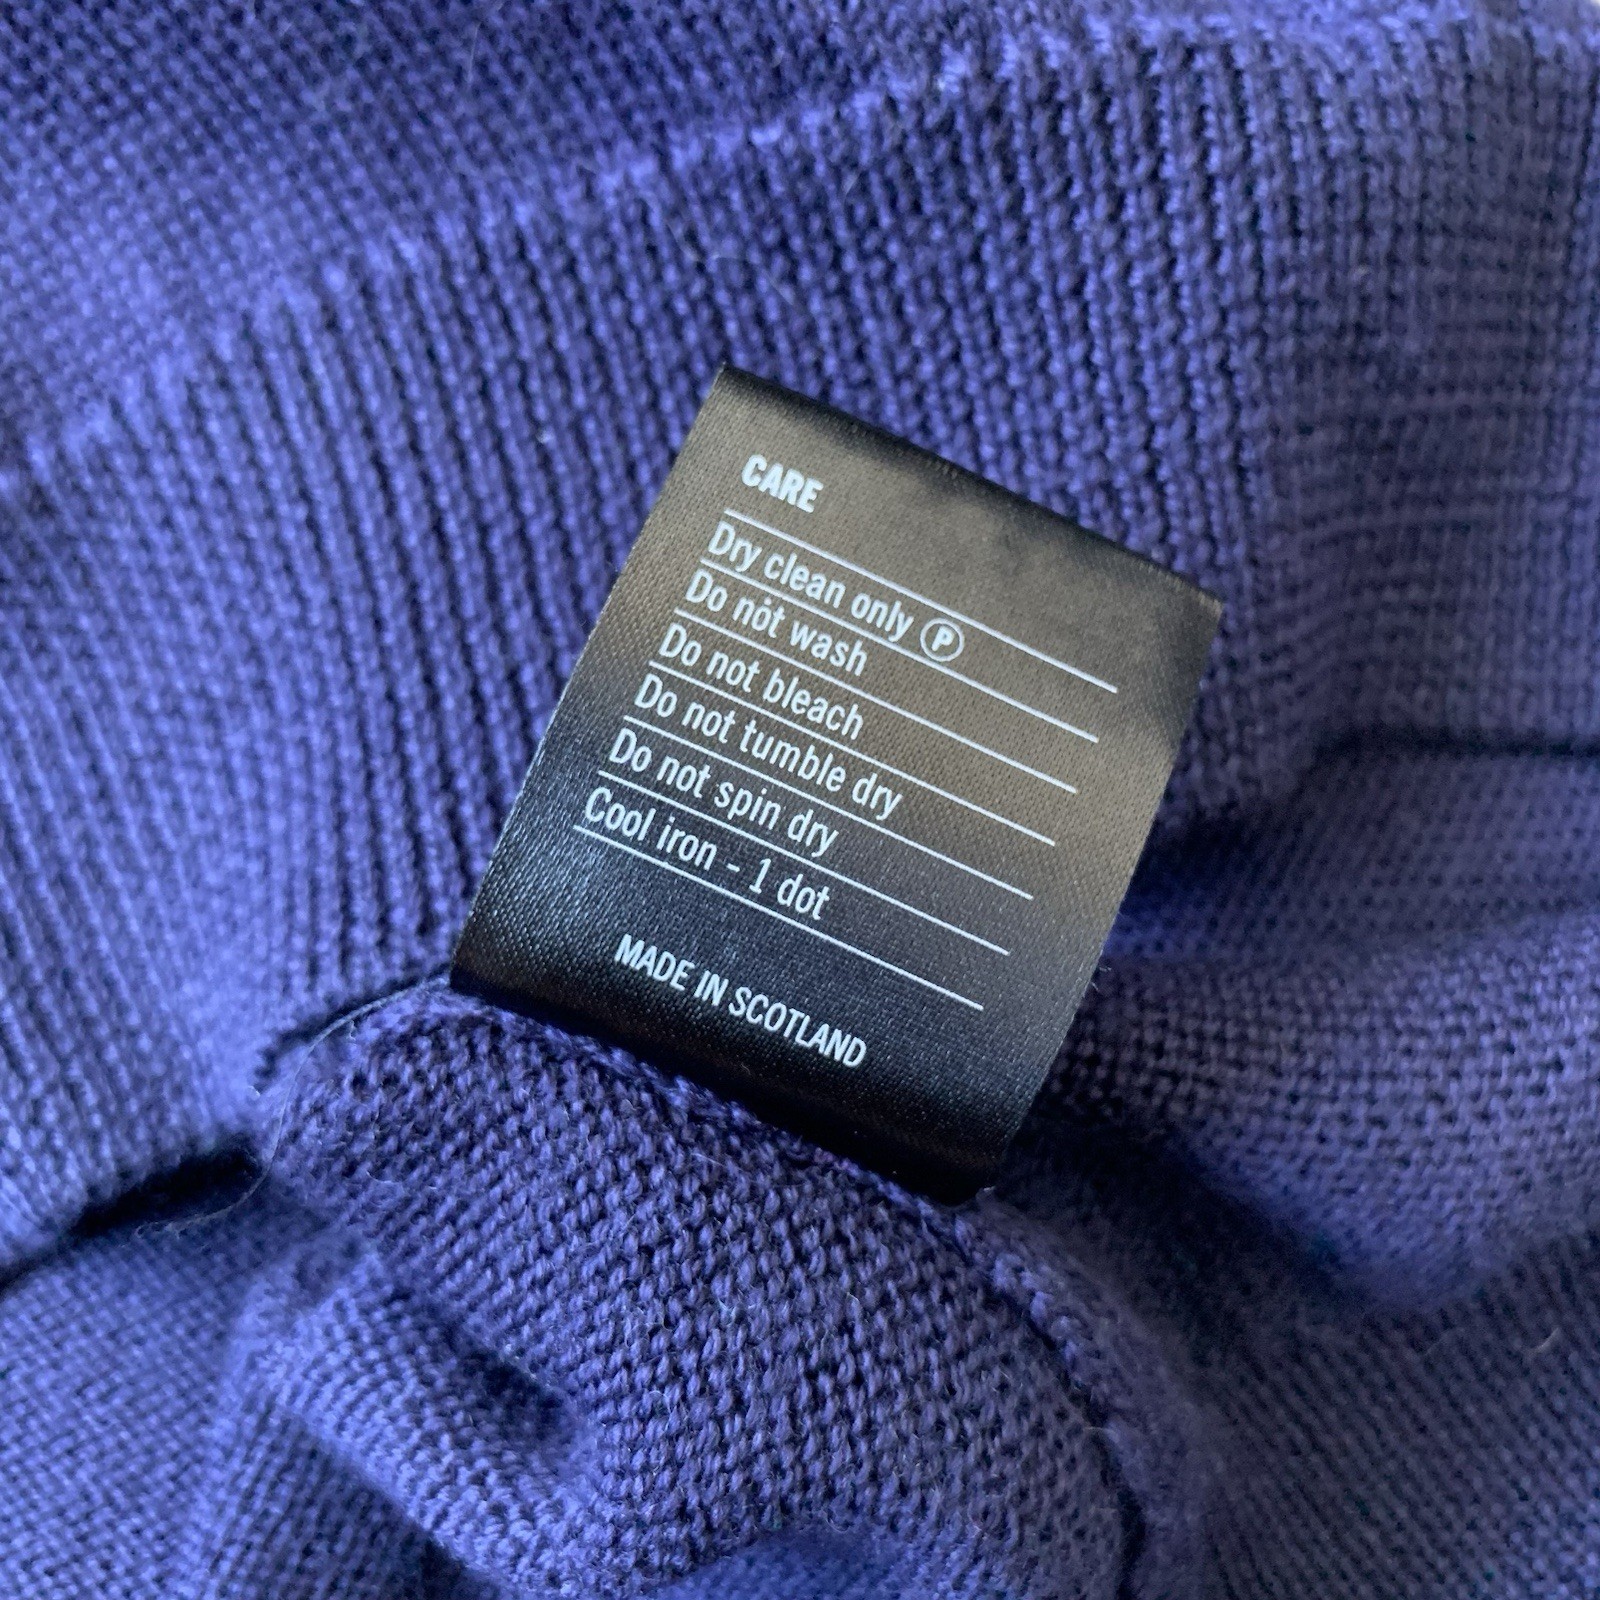 CARE
Dry clean only Ⓟ
Do not wash
Do not bleach
Do not tumble dry
Do not spin dry
Cool iron - 1 dot
MADE IN SCOTLAND